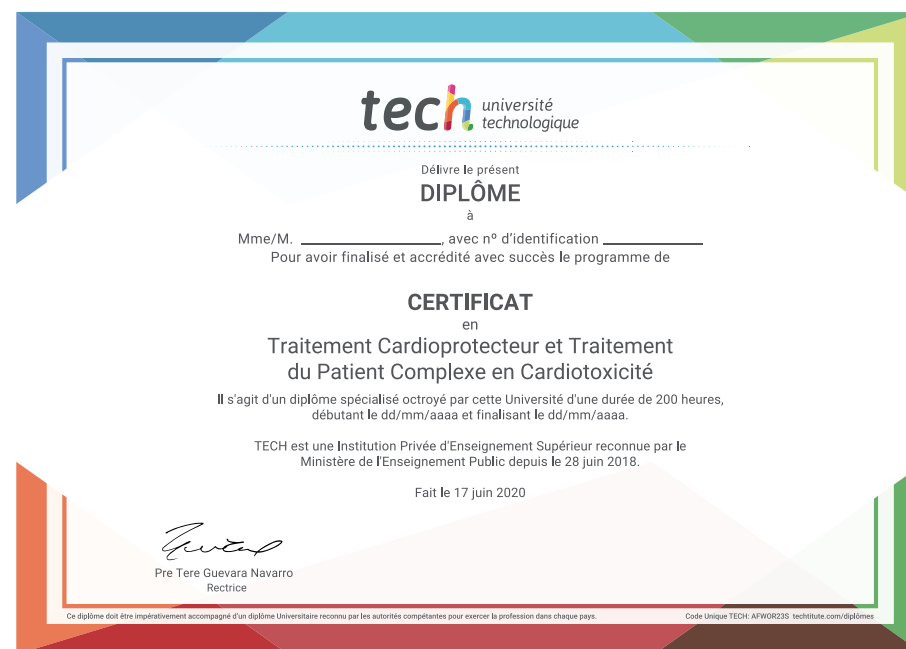 tech université
technologique
Délivre le présent
DIPLÔME
à
Mme/M. ____________________, avec nº d'identification ______________
Pour avoir finalisé et accrédité avec succès le programme de
CERTIFICAT
en
Traitement Cardioprotecteur et Traitement
du Patient Complexe en Cardiotoxicité
Il s'agit d'un diplôme spécialisé octroyé par cette Université d'une durée de 200 heures,
débutant le dd/mm/aaaa et finalisant le dd/mm/aaaa.
TECH est une Institution Privée d'Enseignement Supérieur reconnue par le
Ministère de l'Enseignement Public depuis le 28 juin 2018.
Fait le 17 juin 2020
Pre Tere Guevara Navarro
Rectrice
Ce diplôme doit être impérativement accompagné d'un diplôme Universitaire reconnu par les autorités compétantes pour exercer la profession dans chaque pays.
Code Unique TECH: AFWOR23S techtitute.com/diplômes